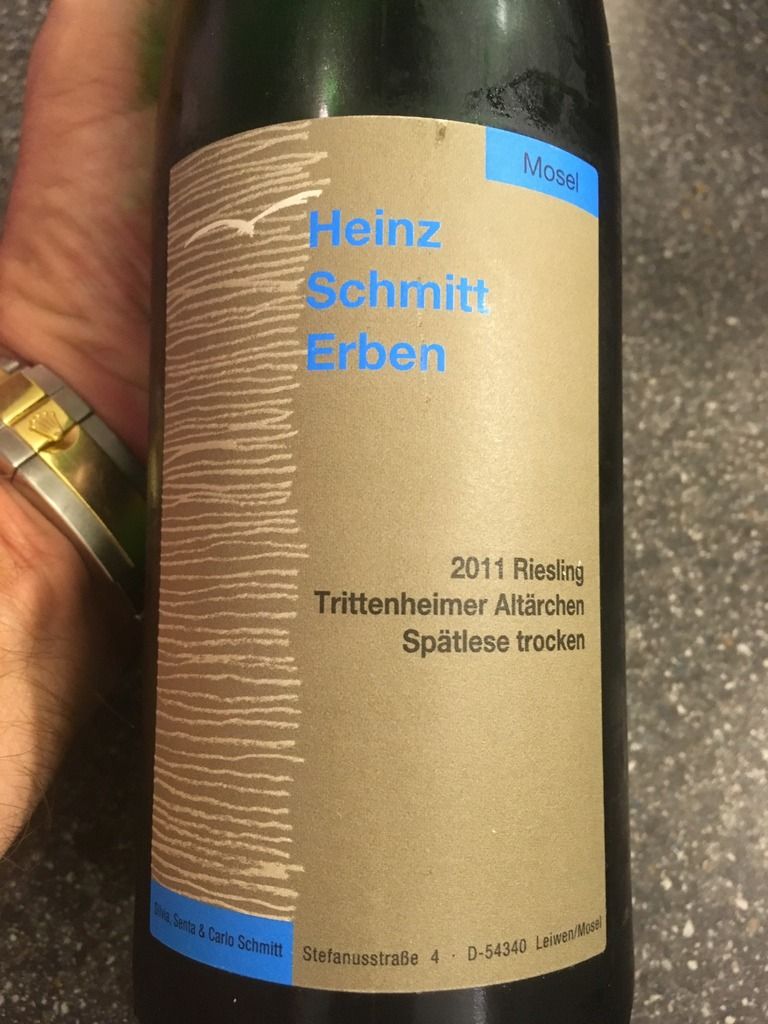 Mosel
Heinz
Schmitt
Erben
2011 Riesling
Trittenheimer Altärchen
Spätlese trocken
Silvia, Senta & Carlo Schmitt
Stefanusstraße 4 · D-54340 Leiwen/Mosel